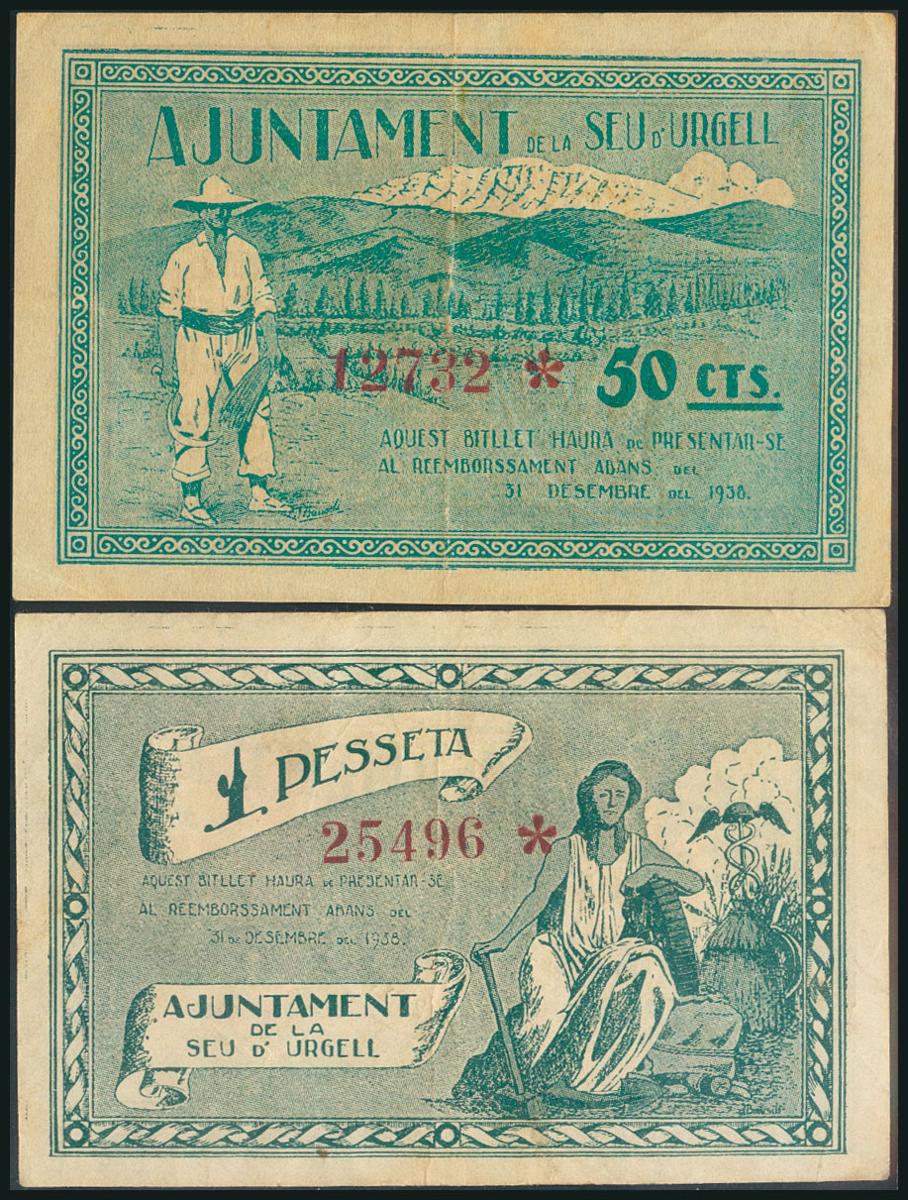 AJUNTAMENT DE LA SEU D'URGELL
12732 * 50 CTS.
AQUEST BITLLET HAURA DE PRESENTAR-SE
AL REEMBORSSAMENT ABANS DEL
31 DESEMBRE DEL 1938.
1 PESSETA
25496 *
AQUEST BITLLET HAURA DE PRESENTAR-SE
AL REEMBORSSAMENT ABANS DEL
31 DE DESEMBRE DEL 1938.
AJUNTAMENT
DE LA
SEU D' URGELL